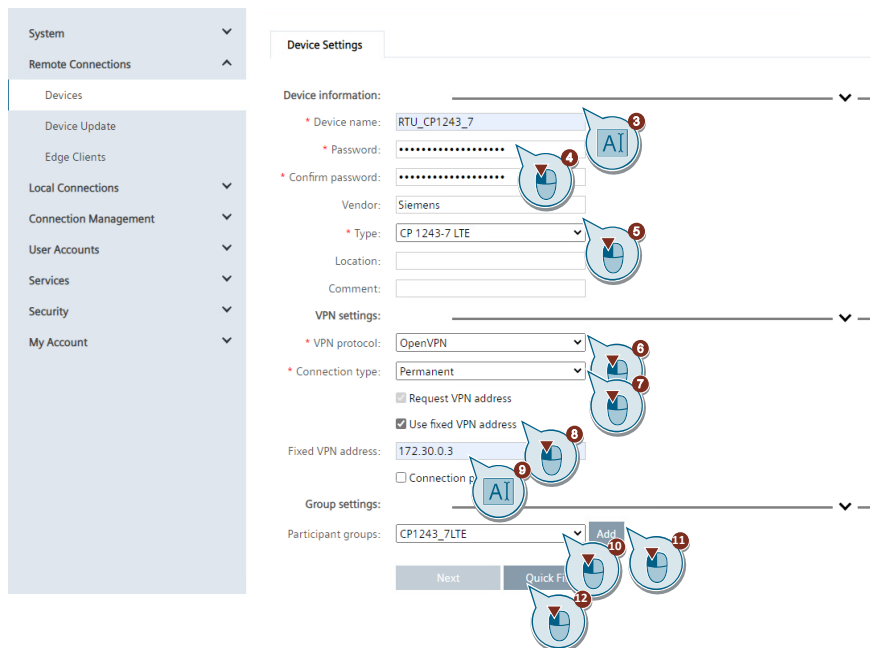 System
Remote Connections
Devices
Device Update
Edge Clients
Local Connections
Connection Management
User Accounts
Services
Security
My Account
Device Settings
Device information:
* Device name: RTU_CP1243_7
3
AI
* Password: •••••••••••••••••••
4
* Confirm password: •••••••••••••••••••
Vendor: Siemens
* Type: CP 1243-7 LTE
5
Location:
Comment:
VPN settings:
* VPN protocol: OpenVPN
6
* Connection type: Permanent
7
Request VPN address
Use fixed VPN address
8
Fixed VPN address: 172.30.0.3
9
AI
Connection
Group settings:
Participant groups: CP1243_7LTE Add
10
11
Next Quick
12